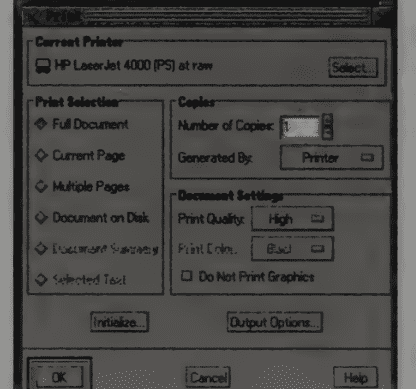 Print
Current Printer
HP LaserJet 4000 (PS) at raw
Select...
Print Selection
Full Document
Current Page
Multiple Pages
Document on Disk
Document Summary
Selected Text
Copies
Number of Copies: 1
Generated By: Printer
Document Settings
Print Quality: High
Print Color: Black
Do Not Print Graphics
Initialize...
Output Options...
OK
Cancel
Help